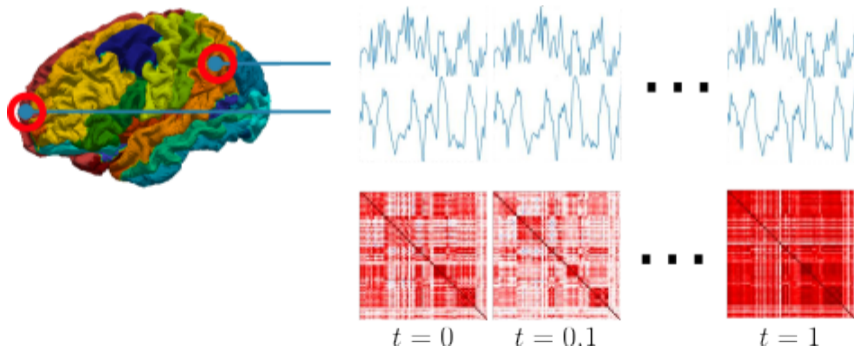 t = 0 t = 0.1 t = 1